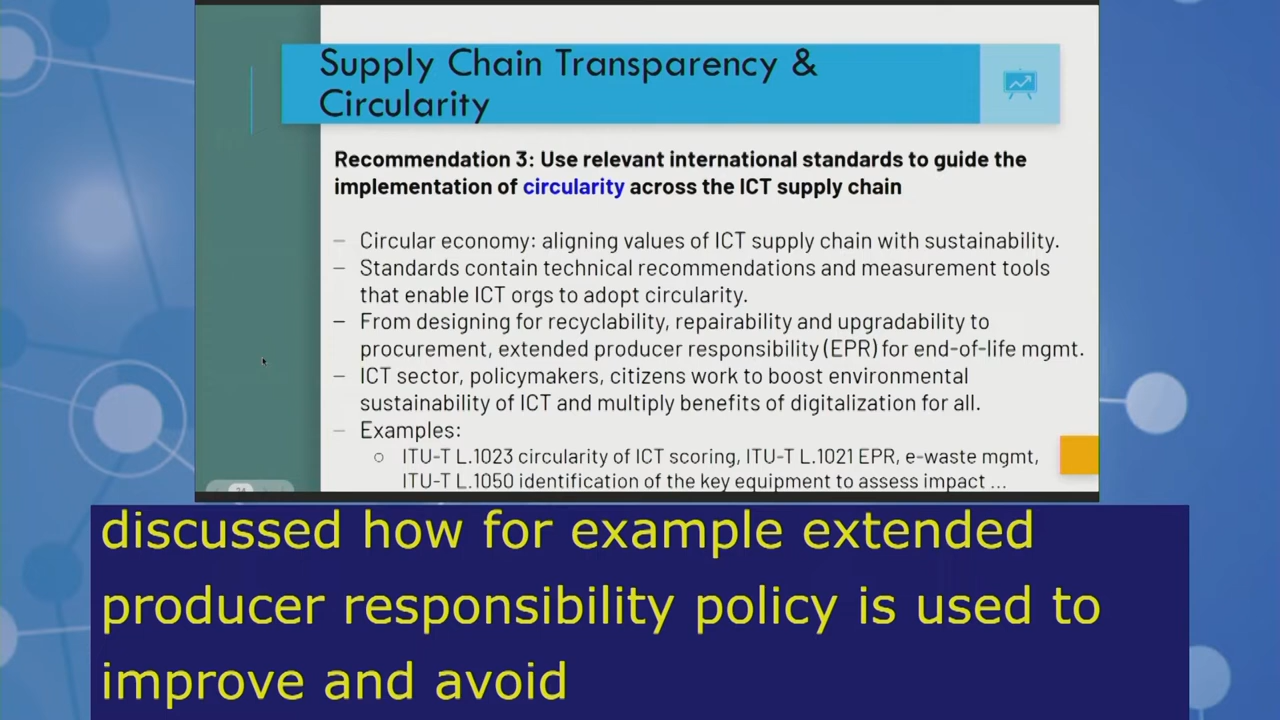 Supply Chain Transparency &
Circularity
Recommendation 3: Use relevant international standards to guide the
implementation of circularity across the ICT supply chain
– Circular economy: aligning values of ICT supply chain with sustainability.
– Standards contain technical recommendations and measurement tools
that enable ICT orgs to adopt circularity.
– From designing for recyclability, repairability and upgradability to
procurement, extended producer responsibility (EPR) for end-of-life mgmt.
– ICT sector, policymakers, citizens work to boost environmental
sustainability of ICT and multiply benefits of digitalization for all.
– Examples:
○ ITU-T L.1023 circularity of ICT scoring, ITU-T L.1021 EPR, e-waste mgmt,
ITU-T L.1050 identification of the key equipment to assess impact ...
discussed how for example extended
producer responsibility policy is used to
improve and avoid